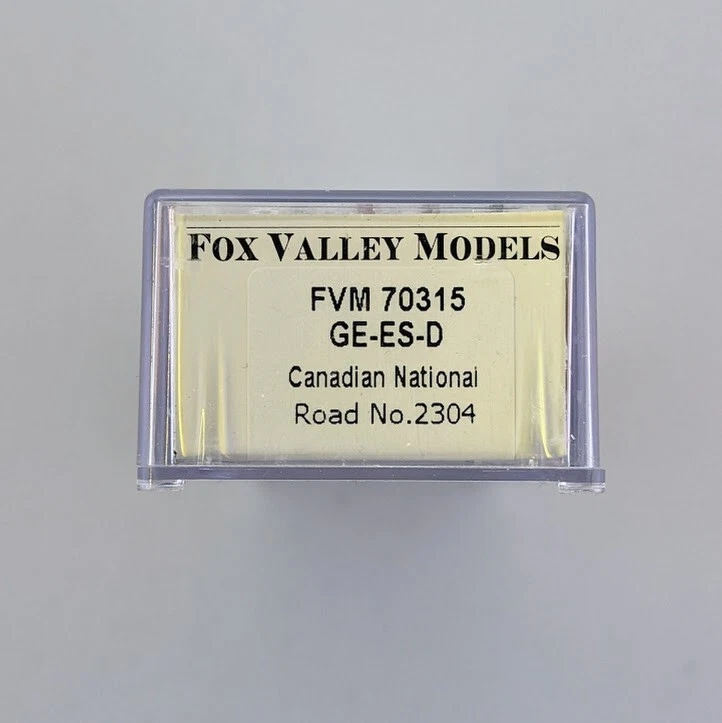 FOX VALLEY MODELS
FVM 70315
GE-ES-D
Canadian National
Road No.2304